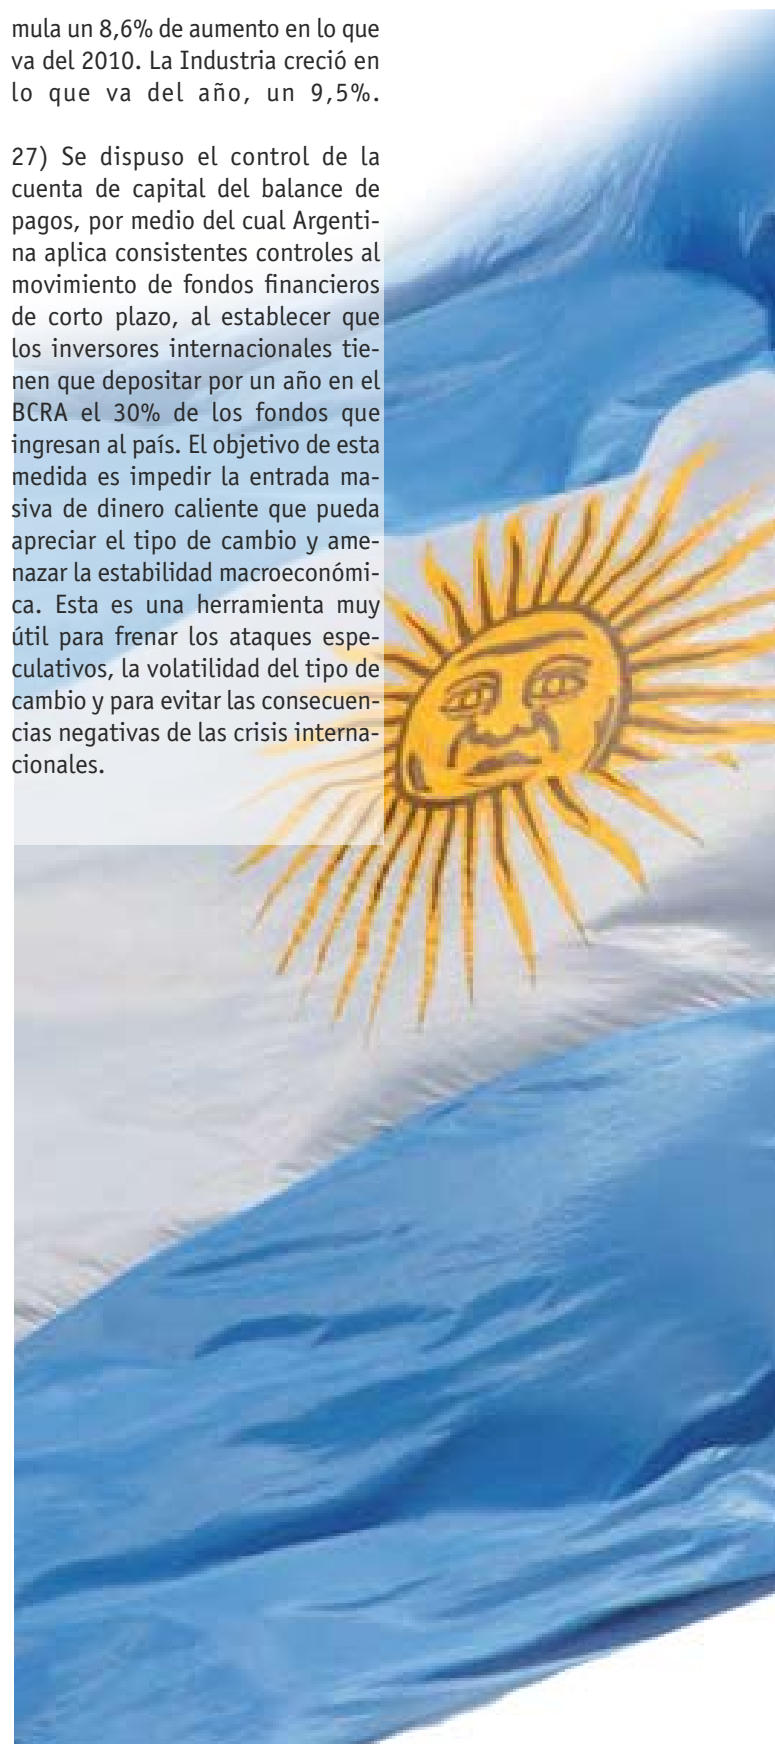 mula un 8,6% de aumento en lo que
va del 2010. La Industria creció en
lo que va del año, un 9,5%.
27) Se dispuso el control de la
cuenta de capital del balance de
pagos, por medio del cual Argenti-
na aplica consistentes controles al
movimiento de fondos financieros
de corto plazo, al establecer que
los inversores internacionales tie-
nen que depositar por un año en el
BCRA el 30% de los fondos que
ingresan al país. El objetivo de esta
medida es impedir la entrada ma-
siva de dinero caliente que pueda
apreciar el tipo de cambio y ame-
nazar la estabilidad macroeconómi-
ca. Esta es una herramienta muy
útil para frenar los ataques espe-
culativos, la volatilidad del tipo de
cambio y para evitar las consecuen-
cias negativas de las crisis interna-
cionales.